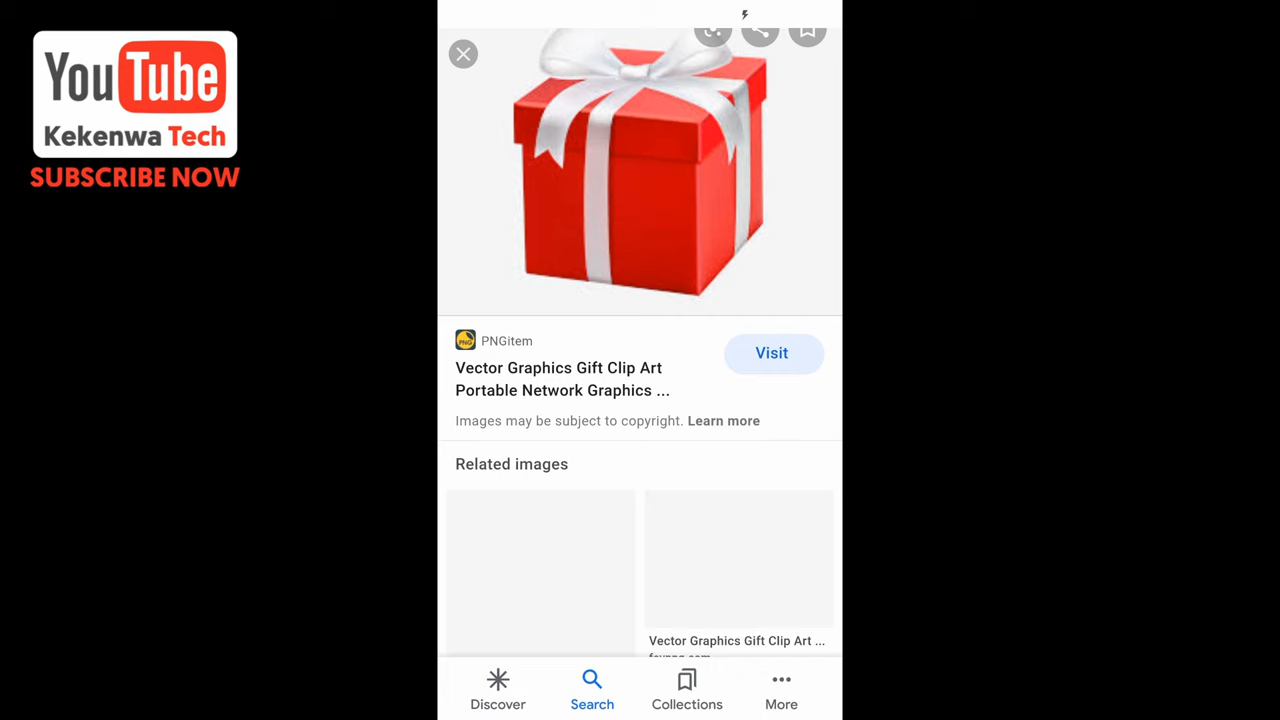 YouTube
Kekenwa Tech
SUBSCRIBE NOW
PNGitem
Visit
Vector Graphics Gift Clip Art
Portable Network Graphics ...
Images may be subject to copyright. Learn more
Related images
Vector Graphics Gift Clip Art ...
Discover
Search
Collections
More